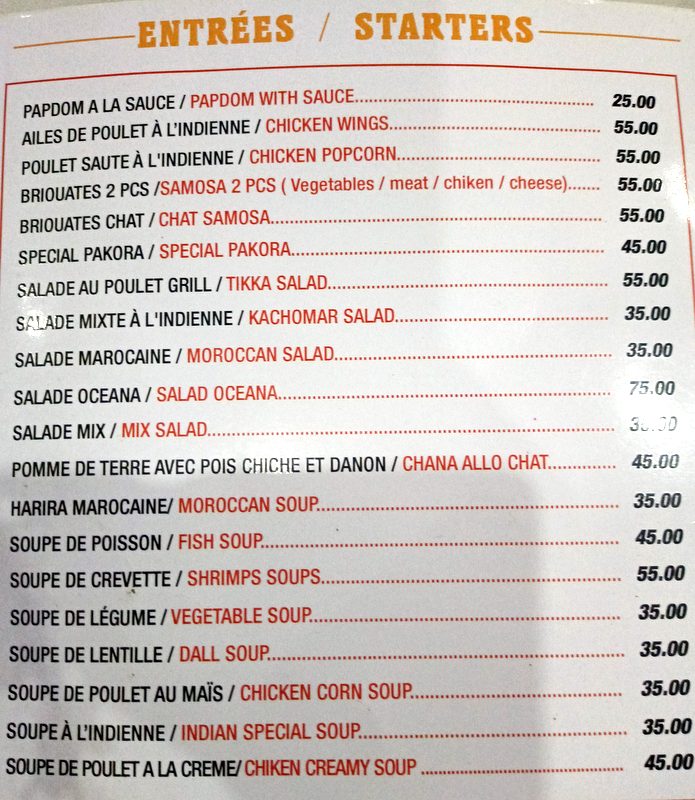 ENTRÉES / STARTERS
PAPDOM A LA SAUCE / PAPDOM WITH SAUCE 25.00
AILES DE POULET À L'INDIENNE / CHICKEN WINGS 55.00
POULET SAUTE À L'INDIENNE / CHICKEN POPCORN 55.00
BRIOUATES 2 PCS /SAMOSA 2 PCS ( Vegetables / meat / chiken / cheese) 55.00
BRIOUATES CHAT / CHAT SAMOSA 55.00
SPECIAL PAKORA / SPECIAL PAKORA 45.00
SALADE AU POULET GRILL / TIKKA SALAD 55.00
SALADE MIXTE À L'INDIENNE / KACHOMAR SALAD 35.00
SALADE MAROCAINE / MOROCCAN SALAD 35.00
SALADE OCEANA / SALAD OCEANA 75.00
SALADE MIX / MIX SALAD
POMME DE TERRE AVEC POIS CHICHE ET DANON / CHANA ALLO CHAT 45.00
HARIRA MAROCAINE/ MOROCCAN SOUP 35.00
SOUPE DE POISSON / FISH SOUP 45.00
SOUPE DE CREVETTE / SHRIMPS SOUPS 55.00
SOUPE DE LÉGUME / VEGETABLE SOUP 35.00
SOUPE DE LENTILLE / DALL SOUP 35.00
SOUPE DE POULET AU MAÏS / CHICKEN CORN SOUP 35.00
SOUPE À L'INDIENNE / INDIAN SPECIAL SOUP 35.00
SOUPE DE POULET A LA CREME/ CHIKEN CREAMY SOUP 45.00